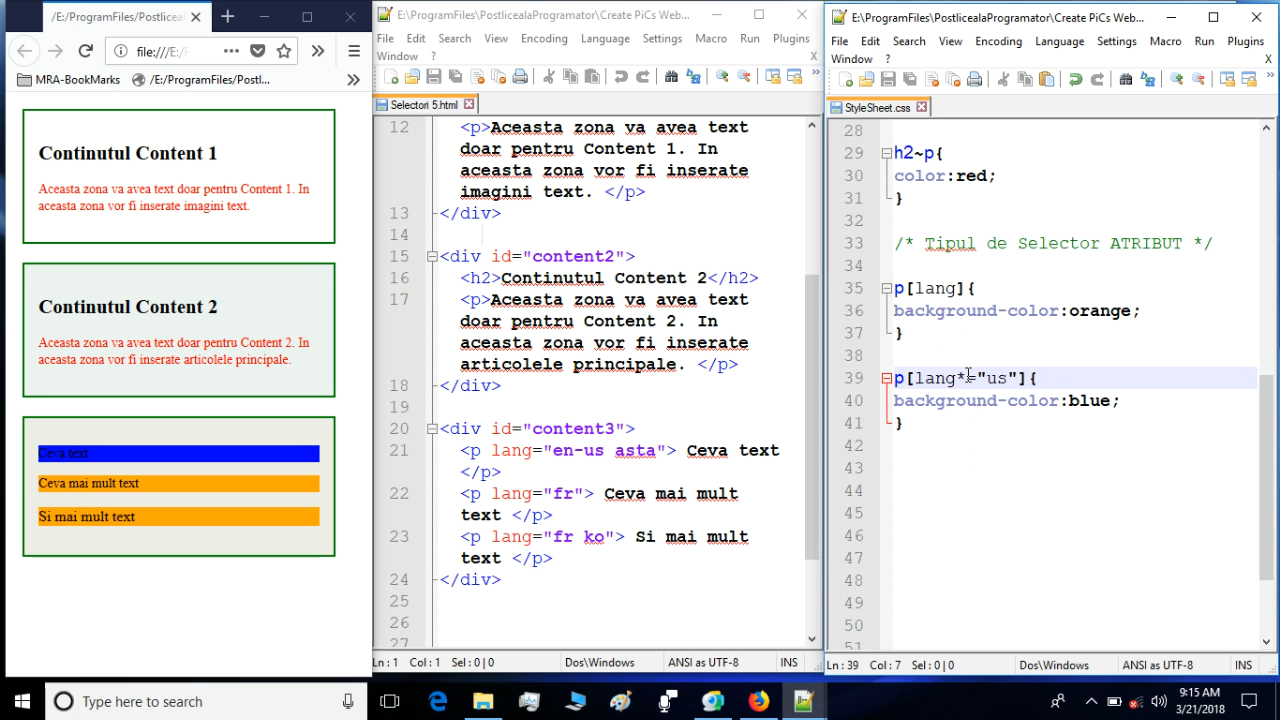 /E:/ProgramFiles/Postliceal
file:///E:/F
MRA-BookMarks
/E:/ProgramFiles/Postl...
Continutul Content 1
Aceasta zona va avea text doar pentru Content 1. In
aceasta zona vor fi inserate imagini text.
Continutul Content 2
Aceasta zona va avea text doar pentru Content 2. In
aceasta zona vor fi inserate articolele principale.
Ceva text
Ceva mai mult text
Si mai mult text
E:\ProgramFiles\PostlicealaProgramator\Create PiCs Web...
File Edit Search View Encoding Language Settings Macro Run Plugins
Window ? X
Selectori 5.html
12 <p>Aceasta zona va avea text
doar pentru Content 1. In
aceasta zona vor fi inserate
imagini text. </p>
13 </div>
14
15 <div id="content2">
16 <h2>Continutul Content 2</h2>
17 <p>Aceasta zona va avea text
doar pentru Content 2. In
aceasta zona vor fi inserate
articolele principale. </p>
18 </div>
19
20 <div id="content3">
21 <p lang="en-us asta"> Ceva text
</p>
22 <p lang="fr"> Ceva mai mult
text </p>
23 <p lang="fr ko"> Si mai mult
text </p>
24 </div>
25
26
27
Ln : 1 Col : 1 Sel : 0 | 0 Dos\Windows ANSI as UTF-8 INS
E:\ProgramFiles\PostlicealaProgramator\Create PiCs Web...
File Edit Search View Encoding Language Settings Macro Run Plugins
Window ? X
StyleSheet.css
28
29 h2~p{
30 color:red;
31 }
32
33 /* Tipul de Selector ATRIBUT */
34
35 p[lang]{
36 background-color:orange;
37 }
38
39 p[lang*="us"]{
40 background-color:blue;
41 }
42
43
44
45
46
47
48
49
50
51
Ln : 39 Col : 7 Sel : 0 | 0 Dos\Windows ANSI as UTF-8 INS
Type here to search
9:15 AM
3/21/2018